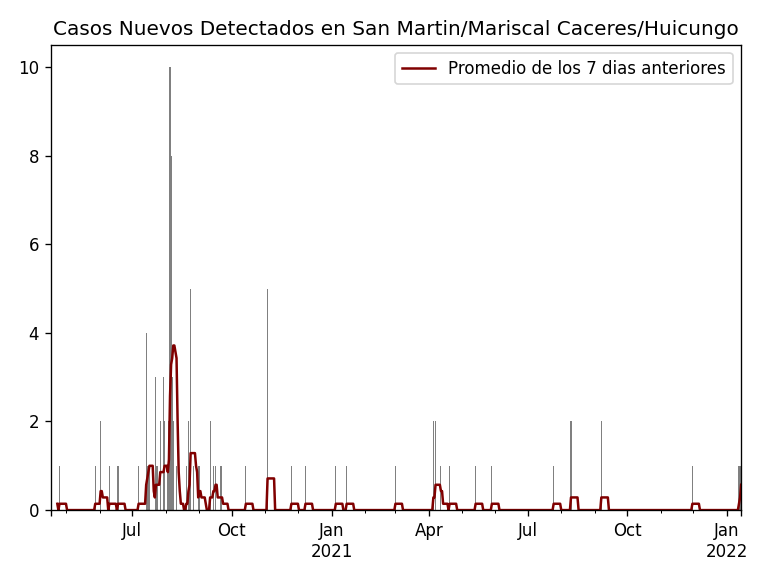 Casos Nuevos Detectados en San Martin/Mariscal Caceres/Huicungo
Promedio de los 7 dias anteriores
10
8
6
4
2
0
Jul Oct Jan Apr Jul Oct Jan
2021 2022